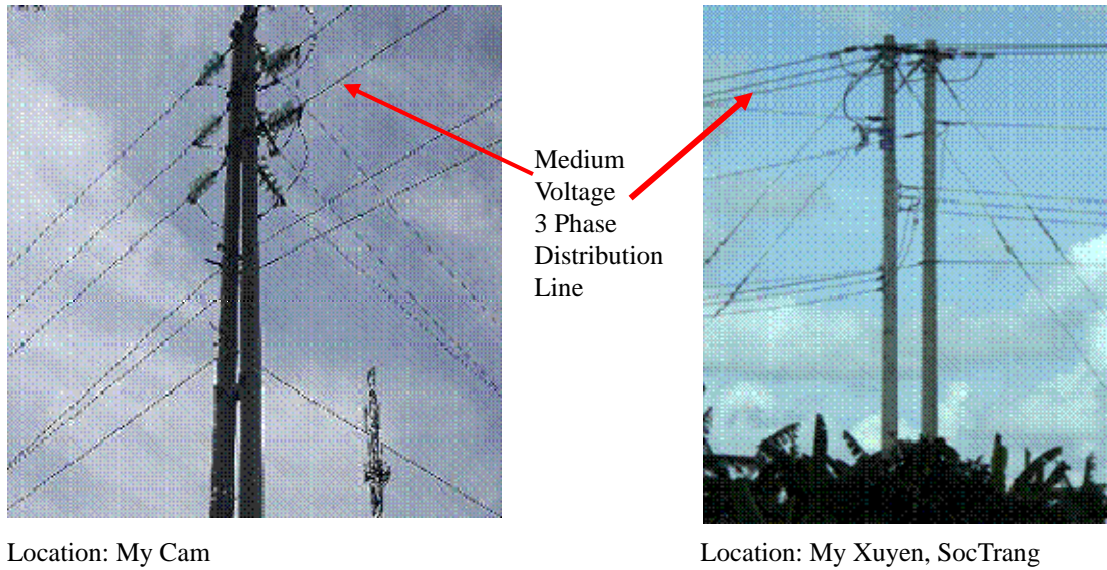 Medium
Voltage
3 Phase
Distribution
Line
Location: My Cam
Location: My Xuyen, SocTrang